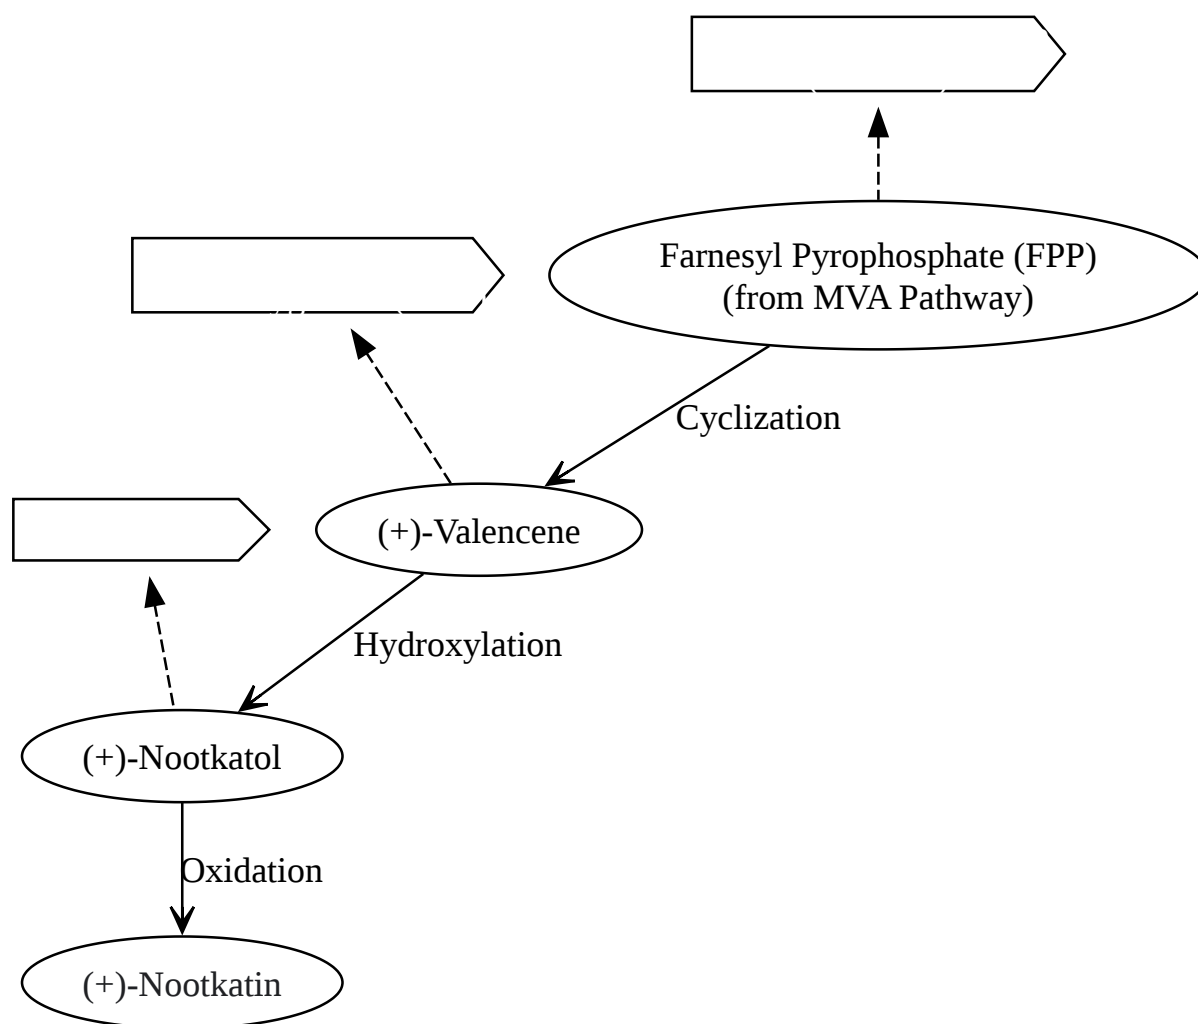 Farnesyl Pyrophosphate (FPP)
(from MVA Pathway)
Cyclization
(+)-Valencene
Hydroxylation
(+)-Nootkatol
Oxidation
(+)-Nootkatin